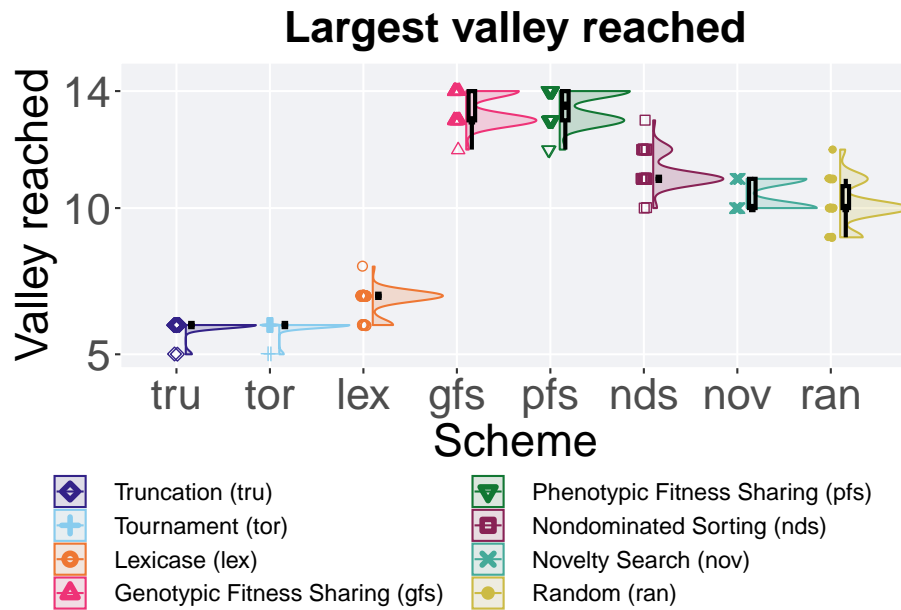 Largest valley reached
Valley reached
14
10
5
tru tor lex gfs pfs nds nov ran
Scheme
Truncation (tru)
Tournament (tor)
Lexicase (lex)
Genotypic Fitness Sharing (gfs)
Phenotypic Fitness Sharing (pfs)
Nondominated Sorting (nds)
Novelty Search (nov)
Random (ran)